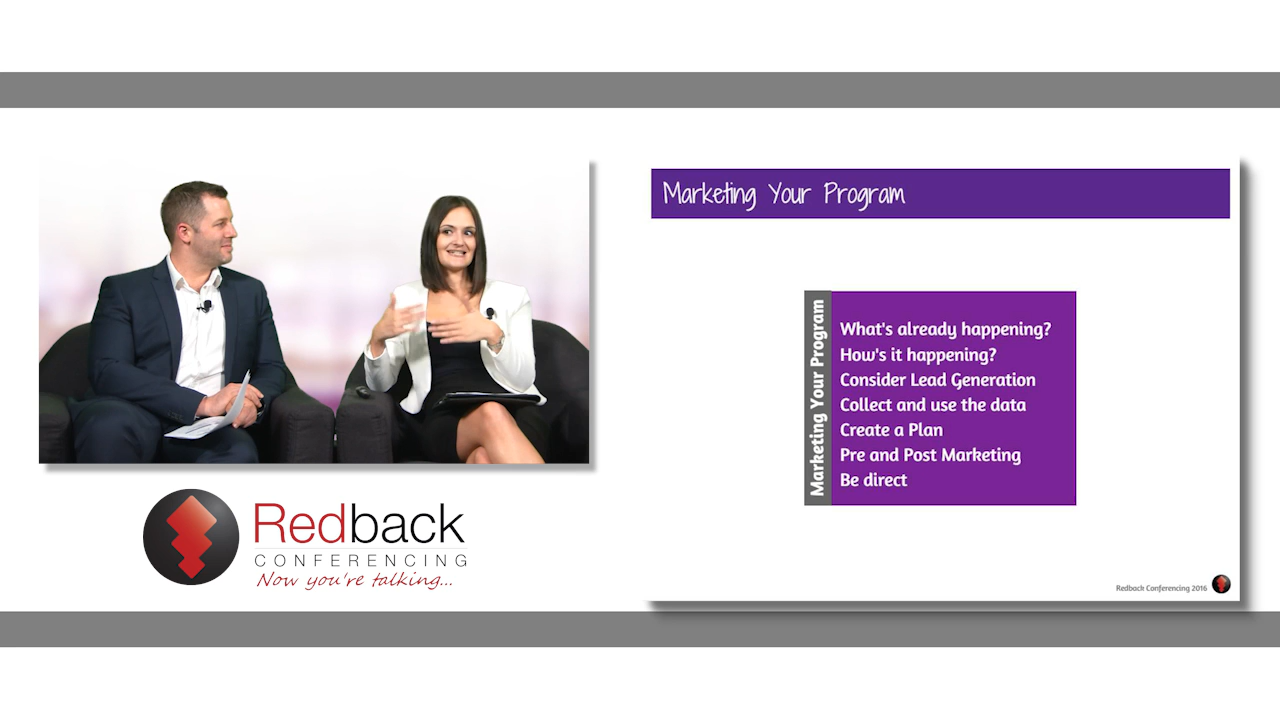 Marketing Your Program
Marketing Your Program
What's already happening?
How's it happening?
Consider Lead Generation
Collect and use the data
Create a Plan
Pre and Post Marketing
Be direct
Redback
CONFERENCING
Now you're talking...
Redback Conferencing 2016